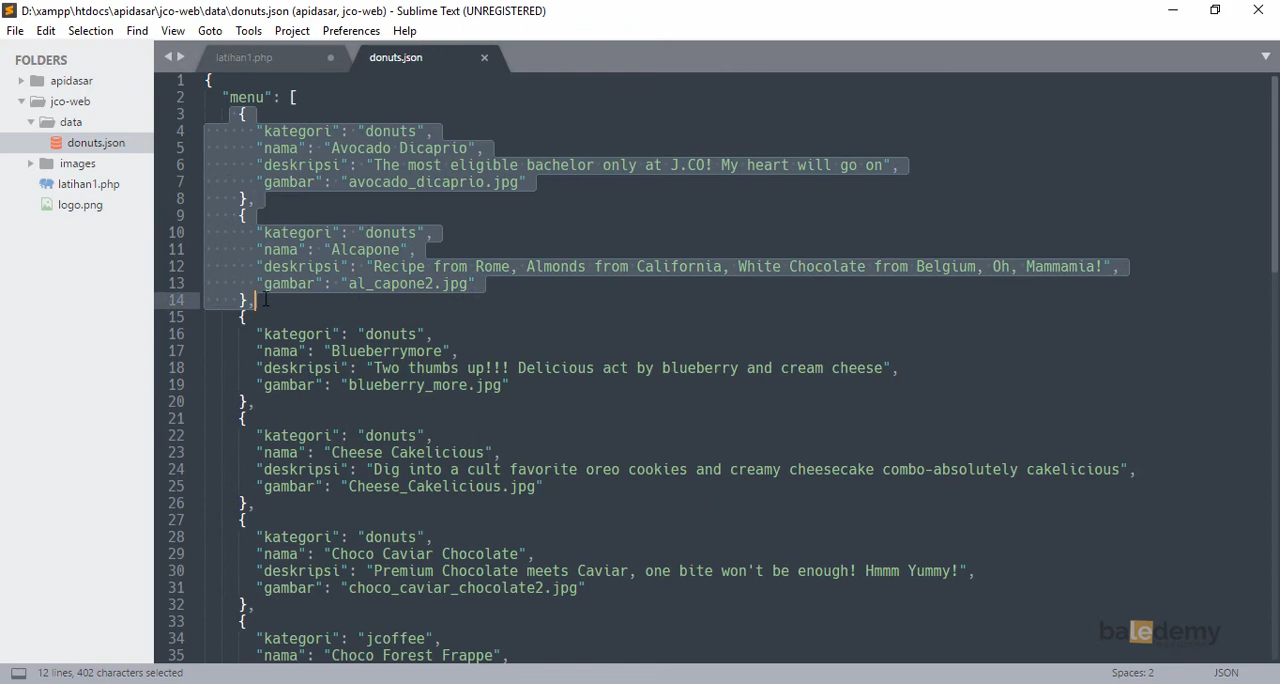 D:\xampp\htdocs\apidasar\jco-web\data\donuts.json (apidasar, jco-web) - Sublime Text (UNREGISTERED)
File Edit Selection Find View Goto Tools Project Preferences Help
FOLDERS
apidasar
jco-web
data
donuts.json
images
latihan1.php
logo.png
latihan1.php donuts.json
1 {
2 "menu": [
3 {
4 "kategori": "donuts",
5 "nama": "Avocado Dicaprio",
6 "deskripsi": "The most eligible bachelor only at J.CO! My heart will go on",
7 "gambar": "avocado_dicaprio.jpg"
8 },
9 {
10 "kategori": "donuts",
11 "nama": "Alcapone",
12 "deskripsi": "Recipe from Rome, Almonds from California, White Chocolate from Belgium, Oh, Mammamia!",
13 "gambar": "al_capone2.jpg"
14 },
15 {
16 "kategori": "donuts",
17 "nama": "Blueberrymore",
18 "deskripsi": "Two thumbs up!!! Delicious act by blueberry and cream cheese",
19 "gambar": "blueberry_more.jpg"
20 },
21 {
22 "kategori": "donuts",
23 "nama": "Cheese Cakelicious",
24 "deskripsi": "Dig into a cult favorite oreo cookies and creamy cheesecake combo-absolutely cakelicious",
25 "gambar": "Cheese_Cakelicious.jpg"
26 },
27 {
28 "kategori": "donuts",
29 "nama": "Choco Caviar Chocolate",
30 "deskripsi": "Premium Chocolate meets Caviar, one bite won't be enough! Hmmm Yummy!",
31 "gambar": "choco_caviar_chocolate2.jpg"
32 },
33 {
34 "kategori": "jcoffee",
35 "nama": "Choco Forest Frappe",
baledemy
12 lines, 402 characters selected
Spaces: 2 JSON